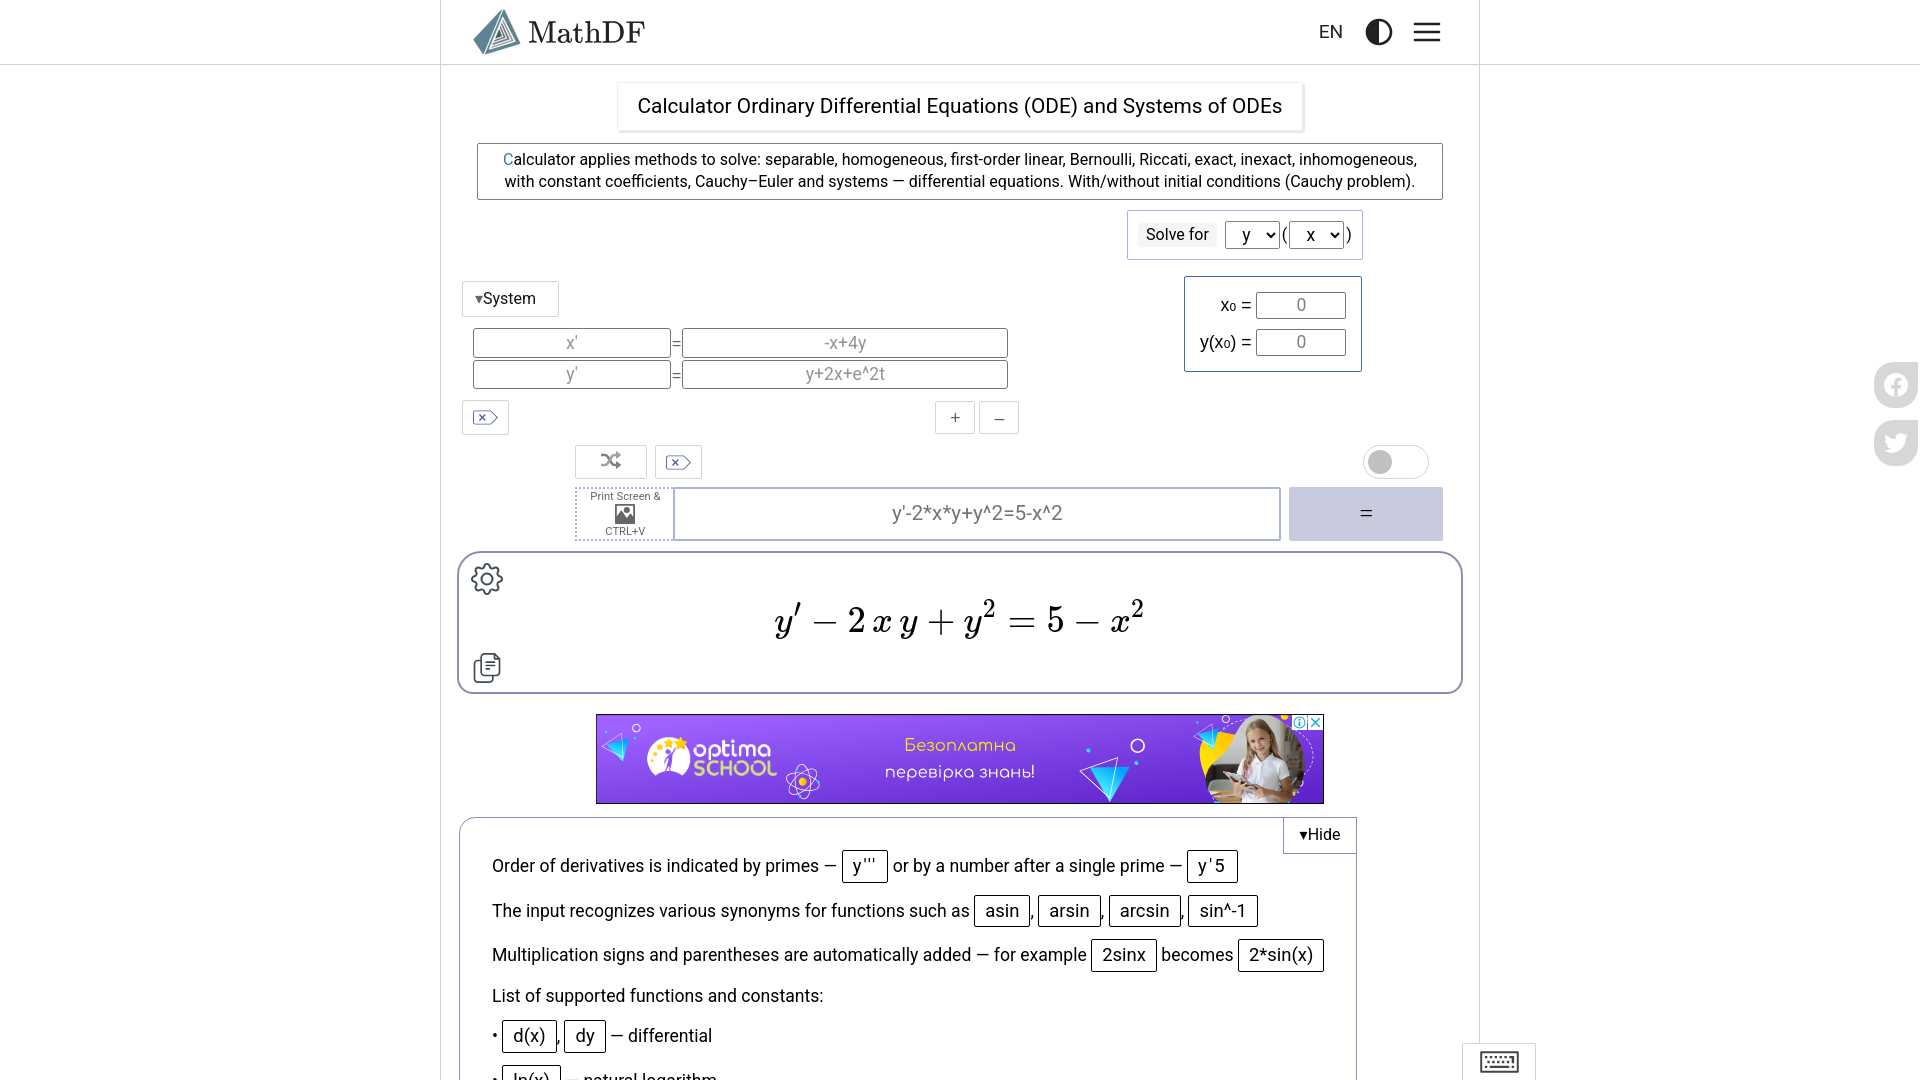 MathDF
EN
Calculator Ordinary Differential Equations (ODE) and Systems of ODEs
Calculator applies methods to solve: separable, homogeneous, first-order linear, Bernoulli, Riccati, exact, inexact, inhomogeneous,
with constant coefficients, Cauchy–Euler and systems — differential equations. With/without initial conditions (Cauchy problem).
Solve for y ( x )
▾System
x₀ = 0
y(x₀) = 0
x' = -x+4y
y' = y+2x+e^2t
+ –
Print Screen &
CTRL+V
y'-2*x*y+y^2=5-x^2
=
y′ − 2 x y + y² = 5 − x²
optima
SCHOOL
Безоплатна
перевірка знань!
▾Hide
Order of derivatives is indicated by primes — y''' or by a number after a single prime — y'5
The input recognizes various synonyms for functions such as asin , arsin , arcsin , sin^-1
Multiplication signs and parentheses are automatically added — for example 2sinx becomes 2*sin(x)
List of supported functions and constants:
• d(x) , dy — differential
• ln(x) — natural logarithm